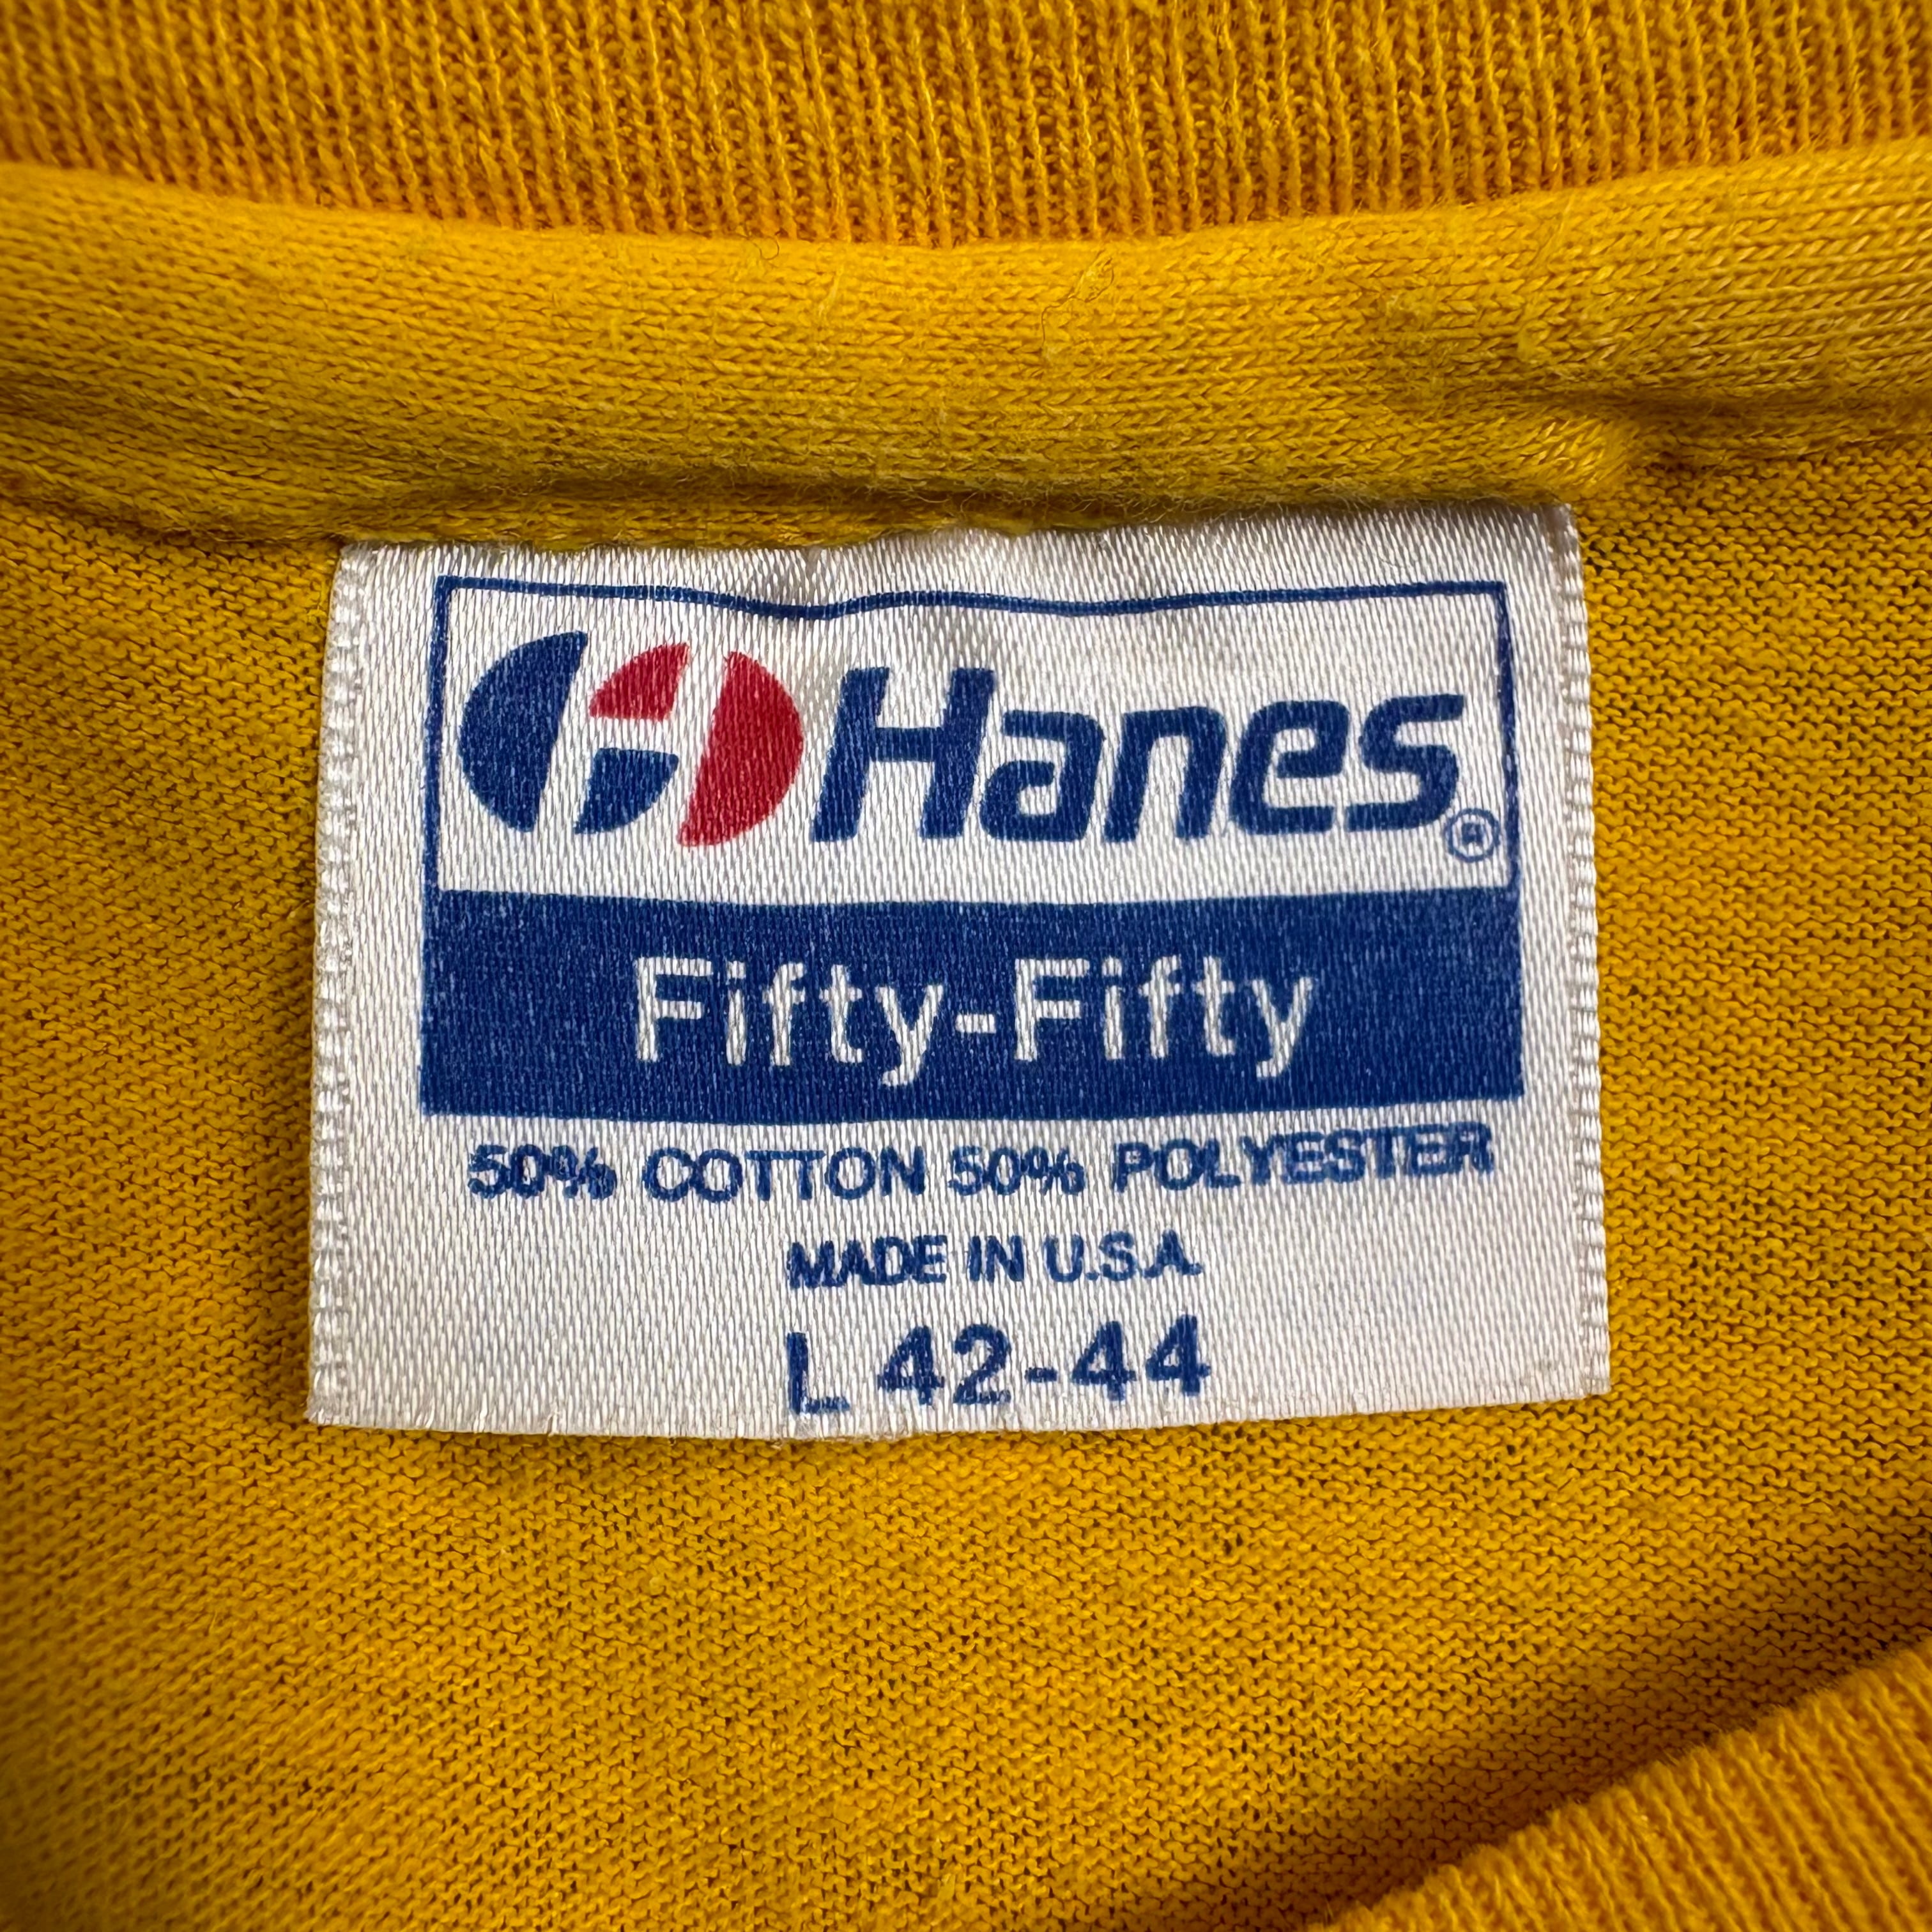 Hanes®
Fifty-Fifty
50% COTTON 50% POLYESTER
MADE IN U.S.A.
L 42-44